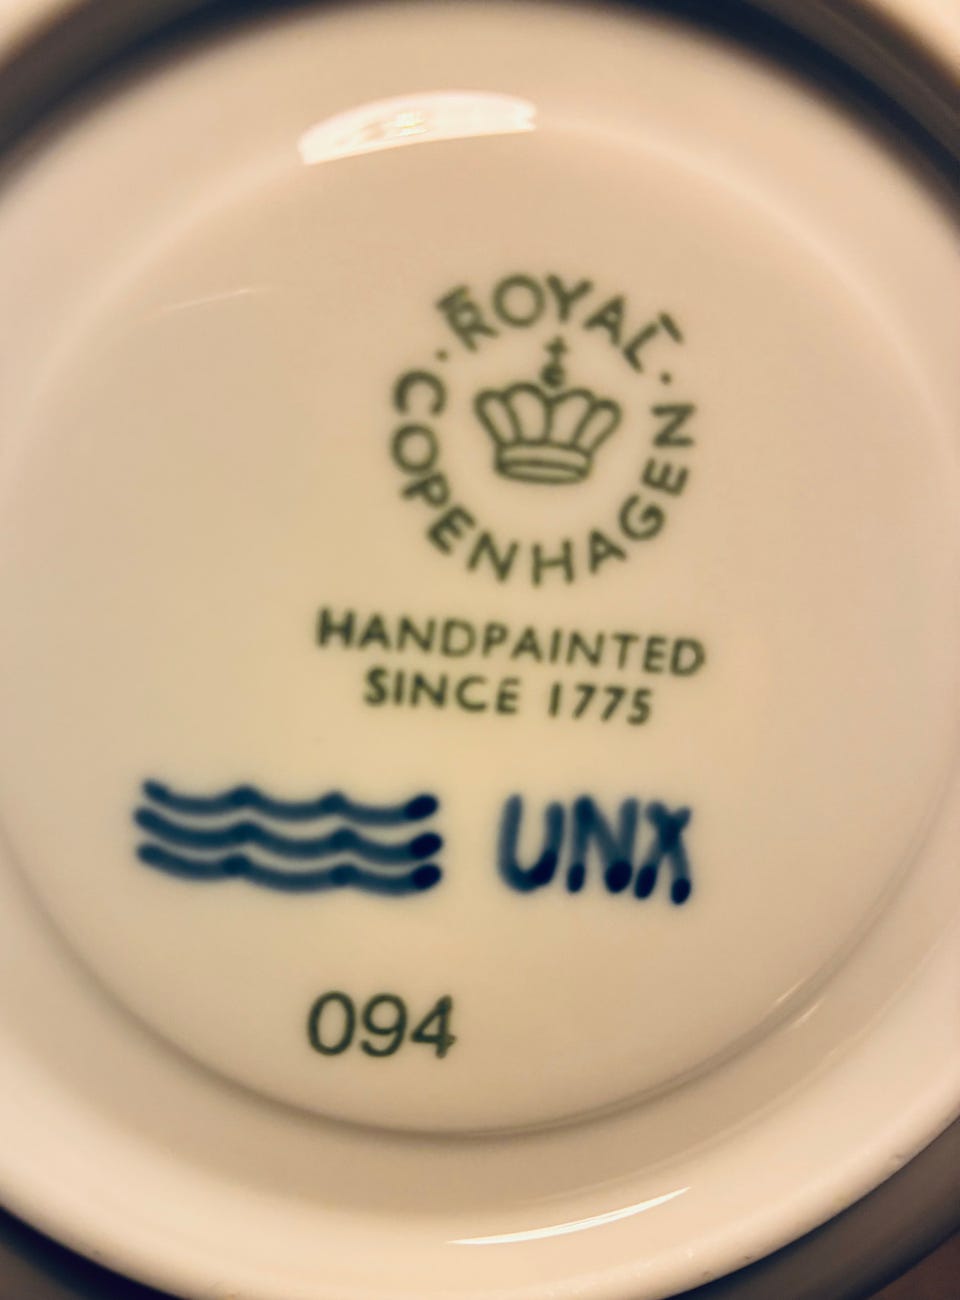 ROYAL
COPENHAGEN
HANDPAINTED
SINCE 1775
UNX
094